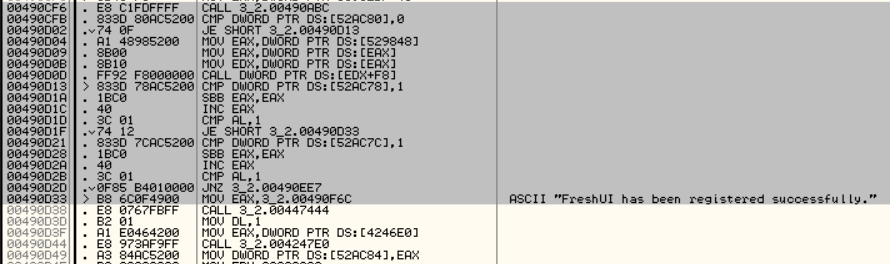 00490CF6 . E8 C1FDFFFF CALL 3_2.00490ABC
00490CFB . 833D 80AC5200 CMP DWORD PTR DS:[52AC80],0
00490D02 .v74 0F JE SHORT 3_2.00490D13
00490D04 . A1 48985200 MOV EAX,DWORD PTR DS:[529848]
00490D09 . 8B00 MOV EAX,DWORD PTR DS:[EAX]
00490D0B . 8B10 MOV EDX,DWORD PTR DS:[EAX]
00490D0D . FF92 F8000000 CALL DWORD PTR DS:[EDX+F8]
00490D13 > 833D 78AC5200 CMP DWORD PTR DS:[52AC78],1
00490D1A . 1BC0 SBB EAX,EAX
00490D1C . 40 INC EAX
00490D1D . 3C 01 CMP AL,1
00490D1F .v74 12 JE SHORT 3_2.00490D33
00490D21 . 833D 7CAC5200 CMP DWORD PTR DS:[52AC7C],1
00490D28 . 1BC0 SBB EAX,EAX
00490D2A . 40 INC EAX
00490D2B . 3C 01 CMP AL,1
00490D2D .v0F85 B4010000 JNZ 3_2.00490EE7
00490D33 > B8 6C0F4900 MOV EAX,3_2.00490F6C ASCII "FreshUI has been registered successfully."
00490D38 . E8 0767FBFF CALL 3_2.00447444
00490D3D . B2 01 MOV DL,1
00490D3F . A1 E0464200 MOV EAX,DWORD PTR DS:[4246E0]
00490D44 . E8 973AF9FF CALL 3_2.004247E0
00490D49 . A3 84AC5200 MOV DWORD PTR DS:[52AC84],EAX